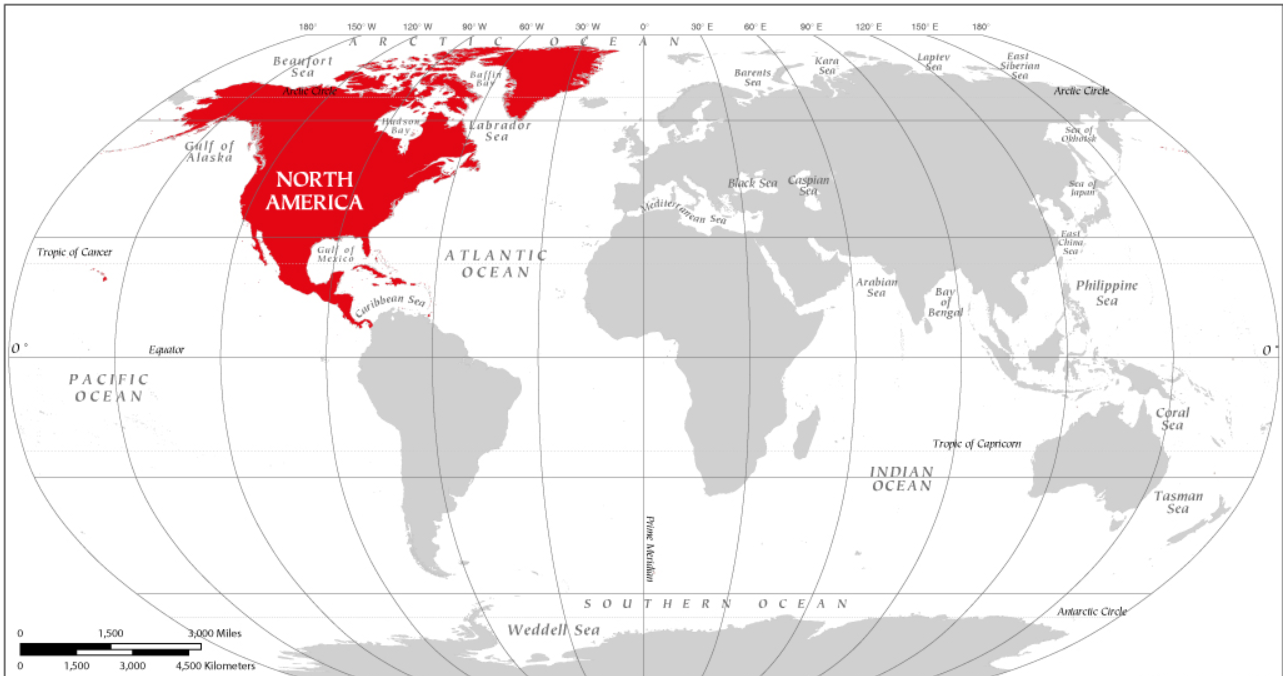 180° 150° W 120° W 90° W 60° W 30° W 0° 30° E 60° E 90° E 120° E 150° E 180°
ARCTIC OCEAN
Beaufort
Sea
Baffin
Bay
Barents
Sea
Kara
Sea
Laptev
Sea
East
Siberian
Sea
Arctic Circle
Arctic Circle
Hudson
Bay
Labrador
Sea
Gulf of
Alaska
Sea of
Okhotsk
NORTH
AMERICA
Black Sea
Caspian
Sea
Sea of
Japan
Mediterranean Sea
Tropic of Cancer
Gulf of
Mexico
ATLANTIC
OCEAN
East
China
Sea
Arabian
Sea
Bay
of
Bengal
Philippine
Sea
Caribbean Sea
0°
Equator
0°
PACIFIC
OCEAN
Coral
Sea
Tropic of Capricorn
INDIAN
OCEAN
Tasman
Sea
Prime Meridian
SOUTHERN OCEAN
Antarctic Circle
Weddell Sea
0 1,500 3,000 Miles
0 1,500 3,000 4,500 Kilometers